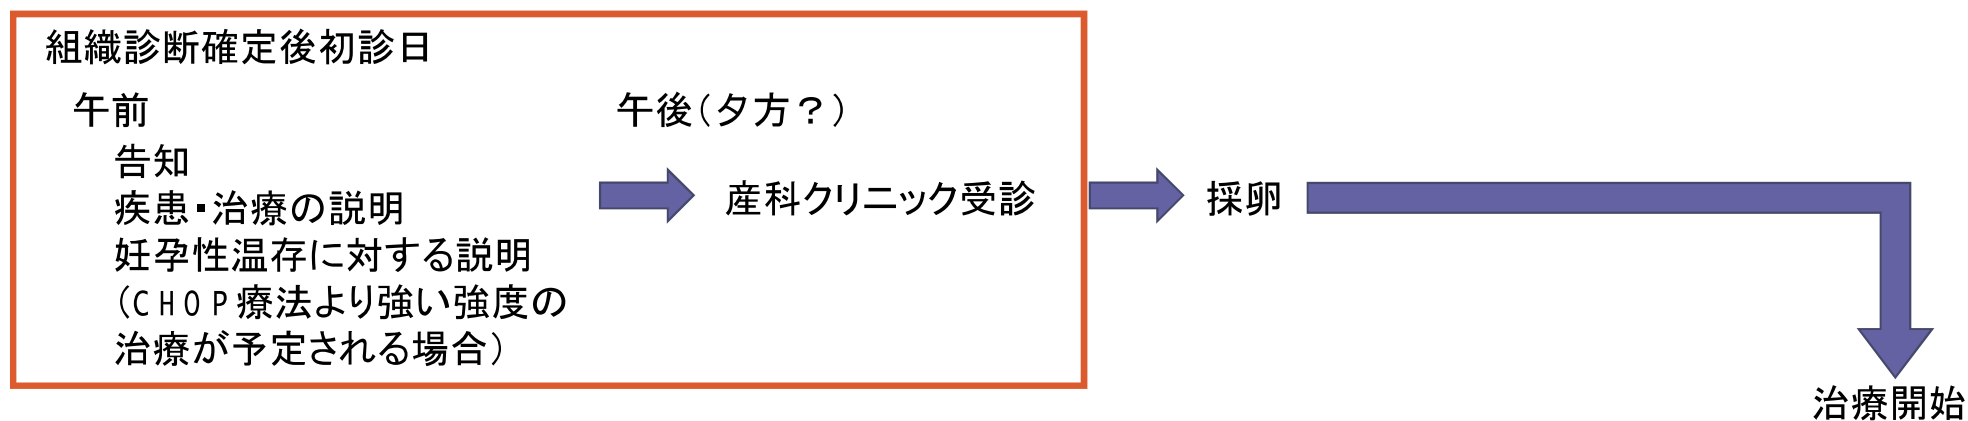 組織診断確定後初診日
午前
告知
疾患・治療の説明
妊孕性温存に対する説明
（CHOP療法より強い強度の
治療が予定される場合）
午後（夕方？）
産科クリニック受診
採卵
治療開始